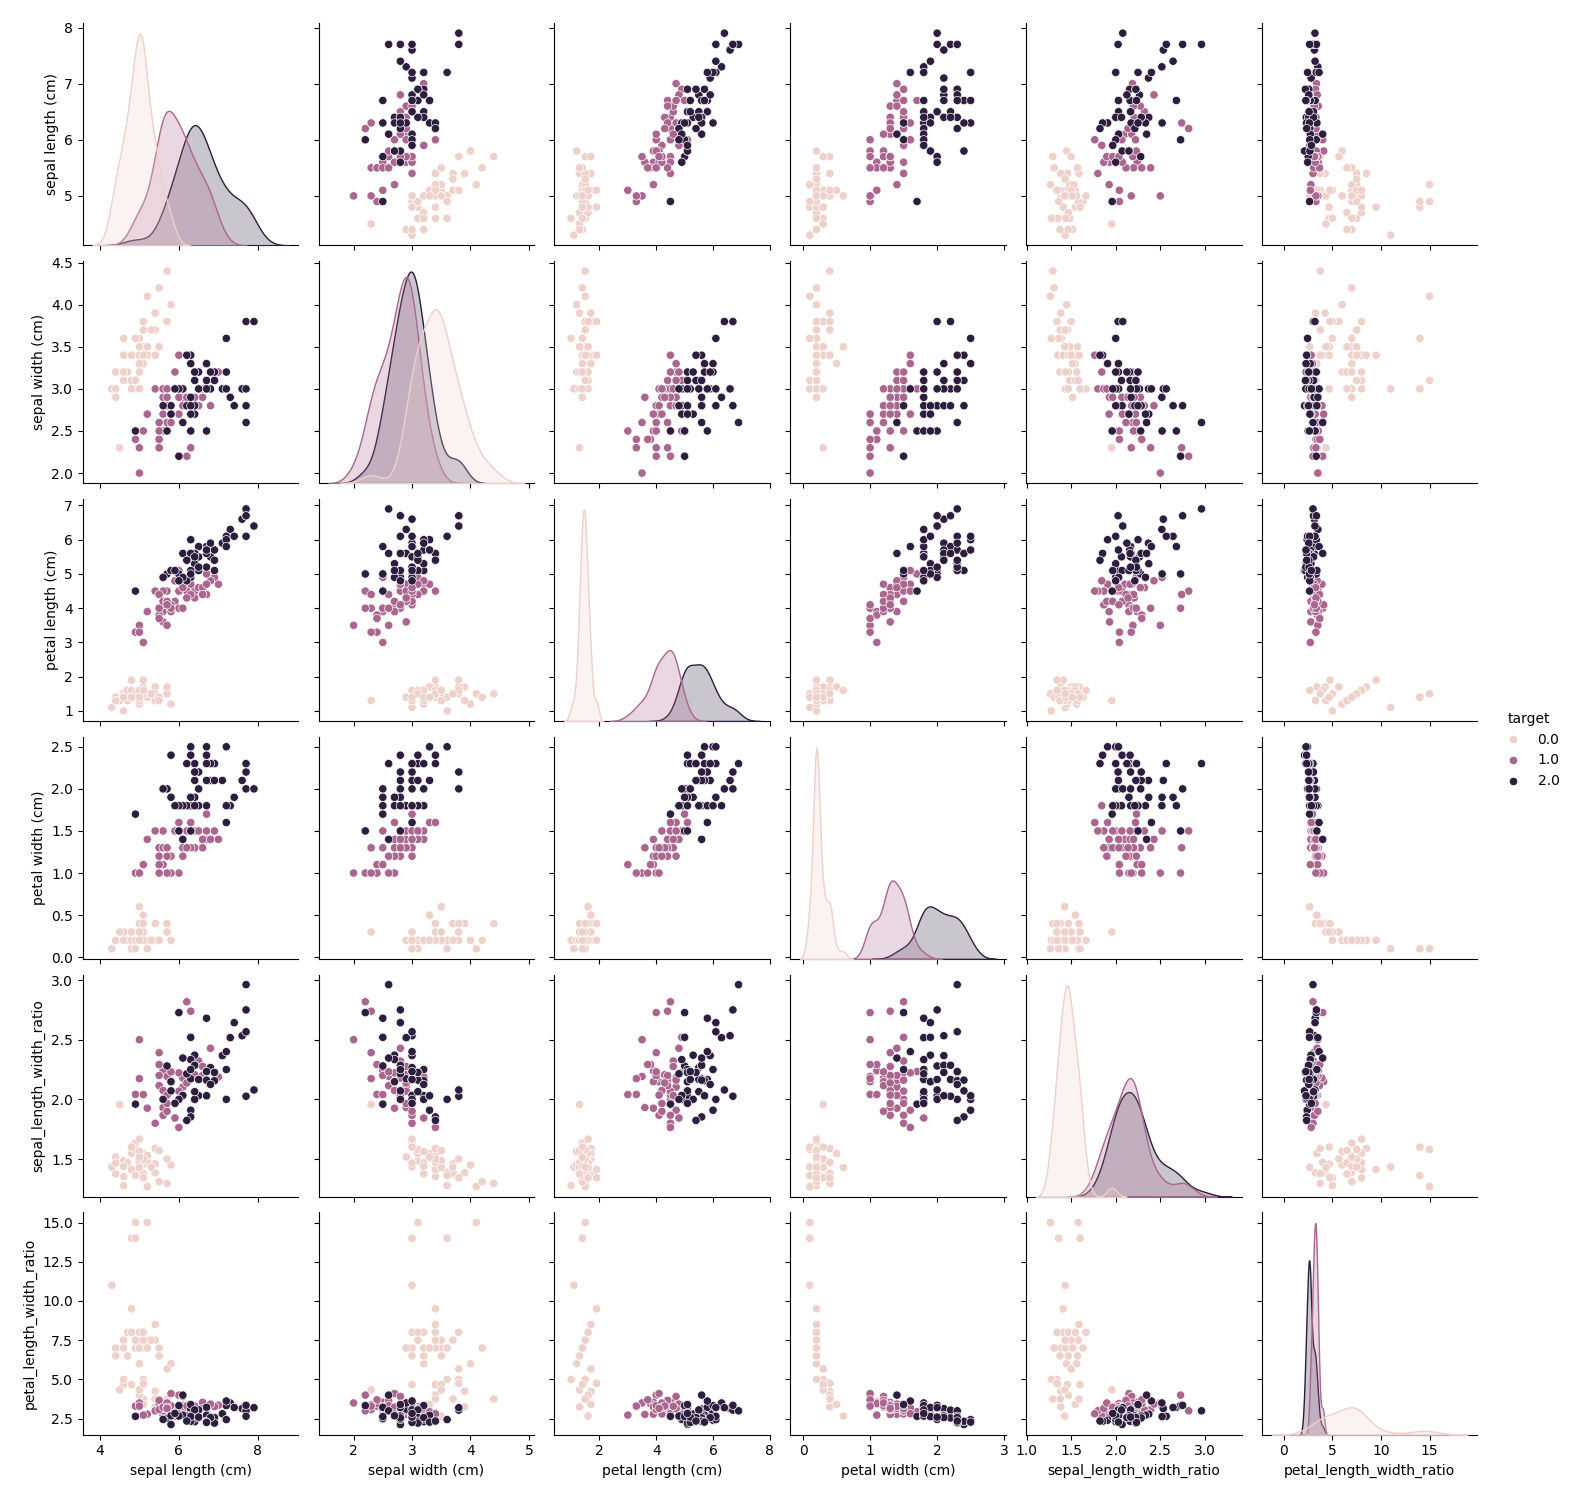 8
7
6
5
sepal length (cm)
4.5
4.0
3.5
3.0
2.5
2.0
sepal width (cm)
7
6
5
4
3
2
1
petal length (cm)
target
0.0
1.0
2.0
2.5
2.0
1.5
1.0
0.5
0.0
petal width (cm)
3.0
2.5
2.0
1.5
sepal_length_width_ratio
15.0
12.5
10.0
7.5
5.0
2.5
petal_length_width_ratio
4 6 8
sepal length (cm)
2 3 4 5
sepal width (cm)
2 4 6 8
petal length (cm)
0 1 2 3
petal width (cm)
1.0 1.5 2.0 2.5 3.0
sepal_length_width_ratio
0 5 10 15
petal_length_width_ratio